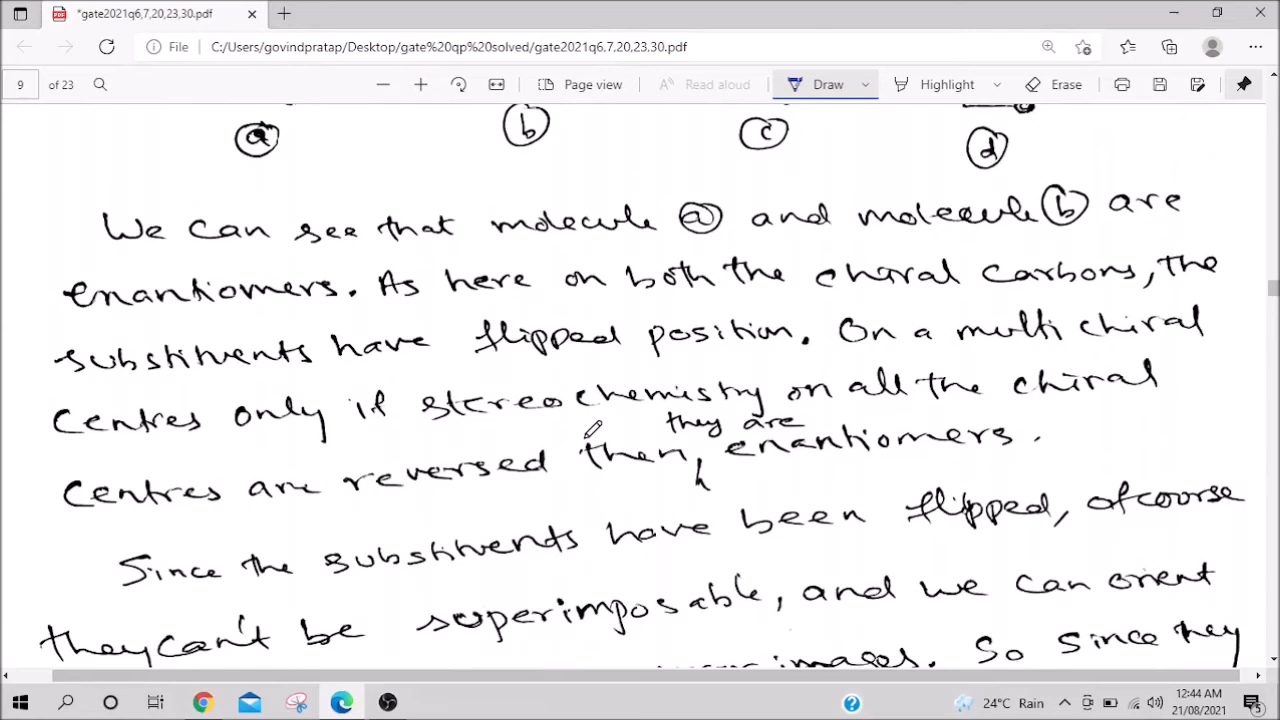 *gate2021q6,7,20,23,30.pdf
File C:/Users/govindpratap/Desktop/gate%20qp%20solved/gate2021q6,7,20,23,30.pdf
9 of 23 Page view Read aloud Draw Highlight Erase
a b c d
We can see that molecule a and molecule b are
enantiomers. As here on both the chiral carbons, the
substituents have flipped position. On a multi chiral
centres only if stereochemistry on all the chiral
they are
centres are reversed then, enantiomers.
Since the substituents have been flipped, ofcourse
they can't be superimposable, and we can orient
images. So since they
24°C Rain
12:44 AM
21/08/2021
5